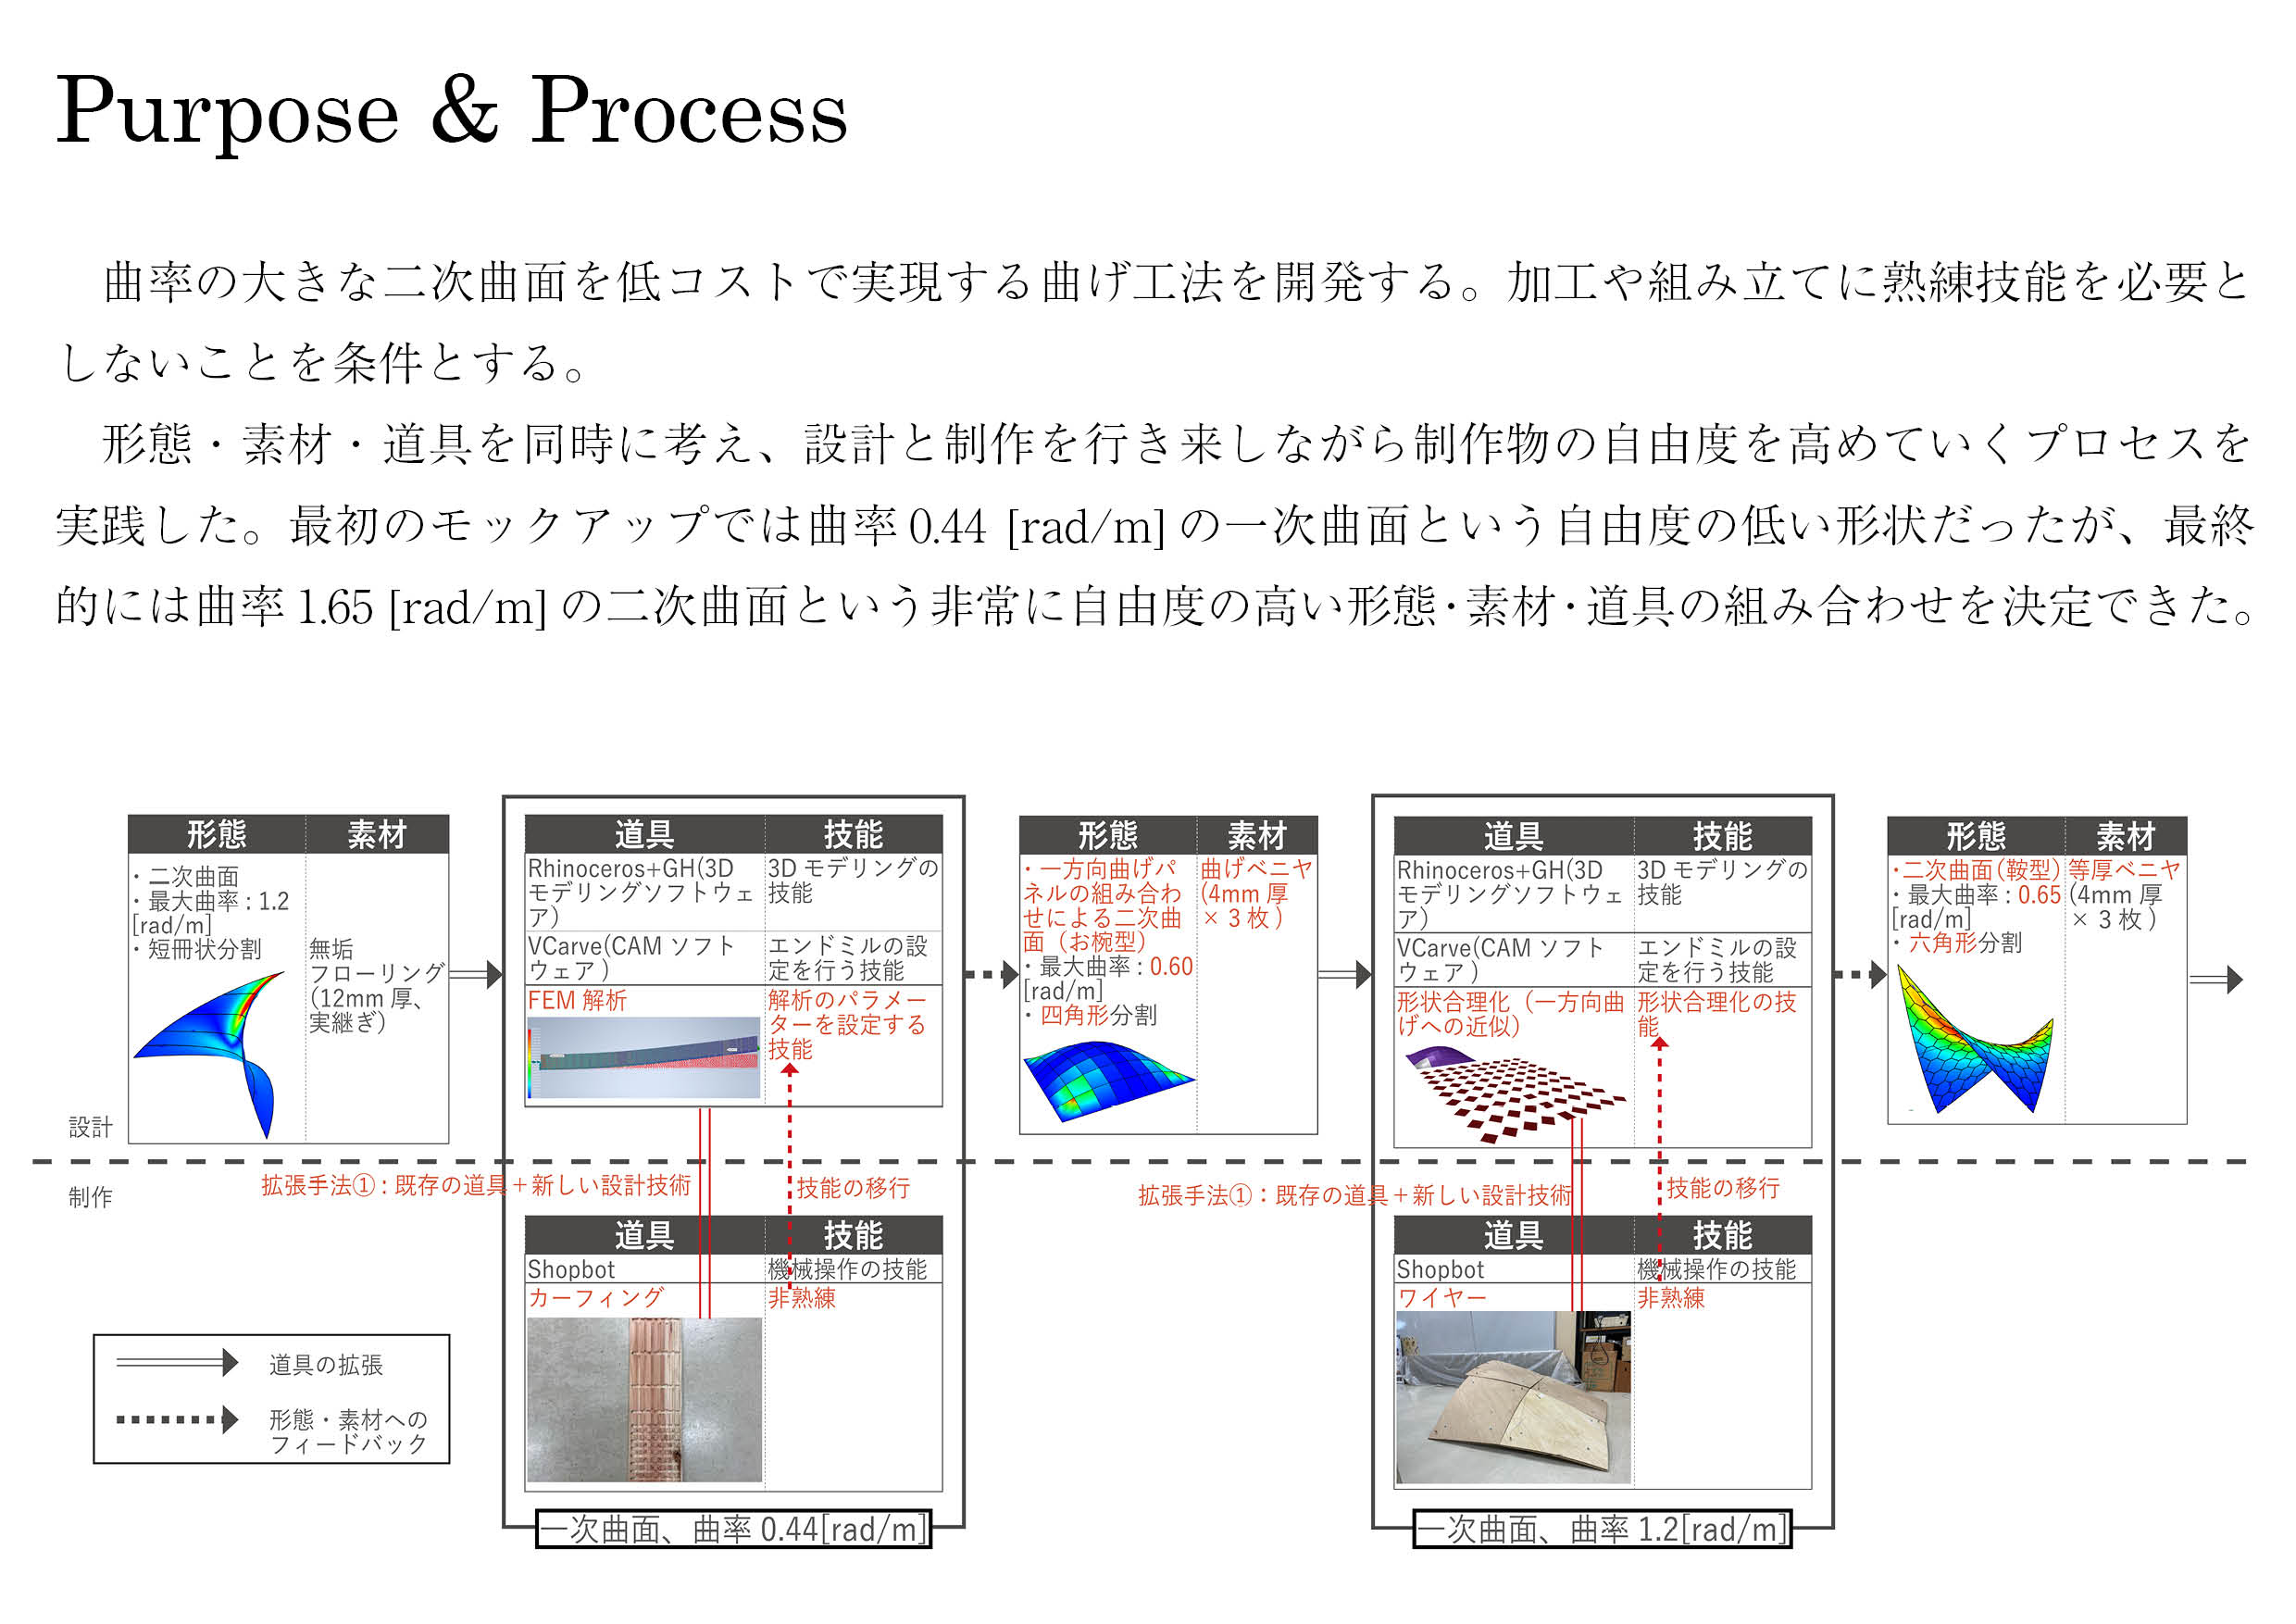 Purpose & Process
曲率の大きな二次曲面を低コストで実現する曲げ工法を開発する。加工や組み立てに熟練技能を必要と
しないことを条件とする。
形態・素材・道具を同時に考え、設計と制作を行き来しながら制作物の自由度を高めていくプロセスを
実践した。最初のモックアップでは曲率 0.44 [rad/m] の一次曲面という自由度の低い形状だったが、最終
的には曲率 1.65 [rad/m] の二次曲面という非常に自由度の高い形態・素材・道具の組み合わせを決定できた。
形態 素材
・二次曲面
・最大曲率 : 1.2
[rad/m]
・短冊状分割
無垢
フローリング
(12mm 厚、
実継ぎ)
設計
道具 技能
Rhinoceros+GH(3D
モデリングソフトウェ
ア)
3D モデリングの
技能
VCarve(CAM ソフト
ウェア)
エンドミルの設
定を行う技能
FEM 解析
解析のパラメー
ターを設定する
技能
形態 素材
・一方向曲げパ
ネルの組み合わ
せによる二次曲
面（お椀型）
・最大曲率 : 0.60
[rad/m]
・四角形分割
曲げベニヤ
(4mm 厚
× 3 枚 )
道具 技能
Rhinoceros+GH(3D
モデリングソフトウェ
ア)
3D モデリングの
技能
VCarve(CAM ソフト
ウェア)
エンドミルの設
定を行う技能
形状合理化（一方向曲
げへの近似）
形状合理化の技
能
形態 素材
・二次曲面（鞍型）
・最大曲率 : 0.65
[rad/m]
・六角形分割
等厚ベニヤ
(4mm 厚
× 3 枚 )
制作
拡張手法① : 既存の道具＋新しい設計技術
技能の移行
拡張手法①：既存の道具＋新しい設計技術
技能の移行
道具 技能
Shopbot
機械操作の技能
カーフィング
非熟練
一次曲面、曲率 0.44[rad/m]
道具 技能
Shopbot
機械操作の技能
ワイヤー
非熟練
一次曲面、曲率 1.2[rad/m]
道具の拡張
形態・素材への
フィードバック